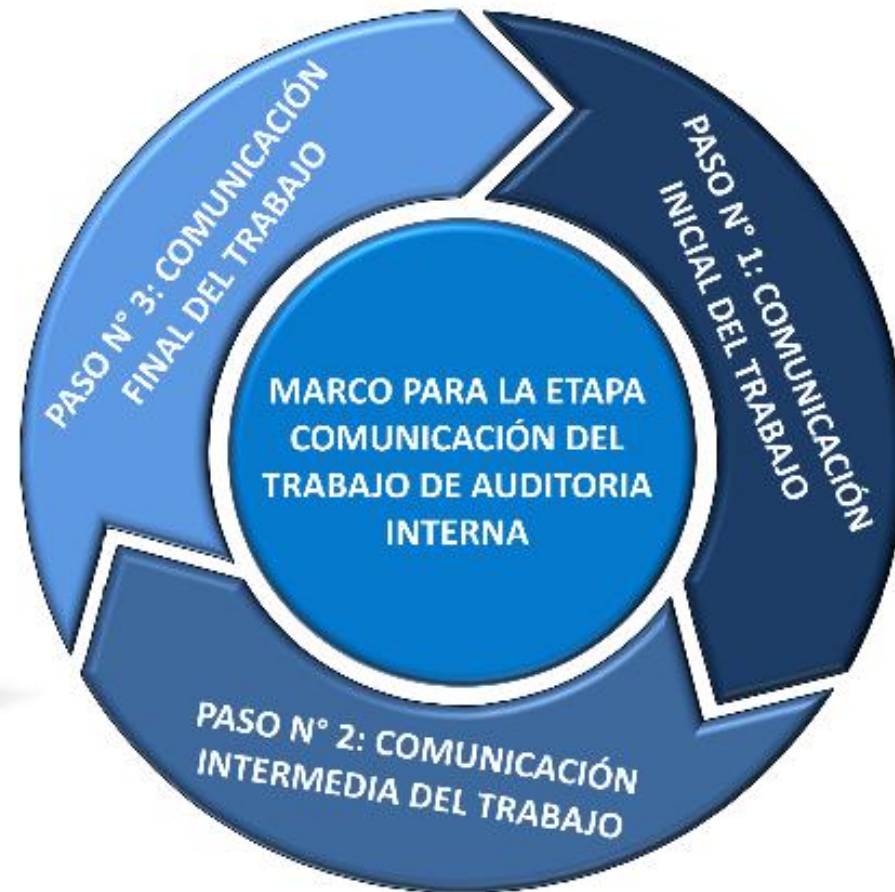 MARCO PARA LA ETAPA
COMUNICACIÓN DEL
TRABAJO DE AUDITORIA
INTERNA
PASO N° 1: COMUNICACIÓN
INICIAL DEL TRABAJO
PASO N° 2: COMUNICACIÓN
INTERMEDIA DEL TRABAJO
PASO N° 3: COMUNICACIÓN
FINAL DEL TRABAJO